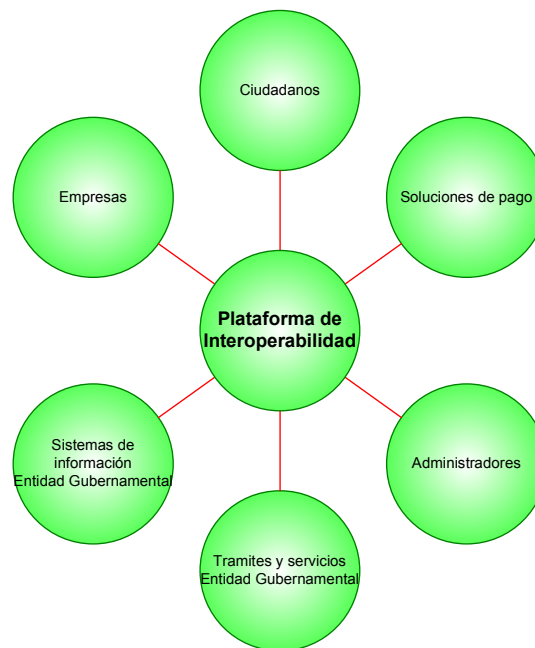 Ciudadanos
Empresas
Soluciones de pago
Plataforma de
Interoperabilidad
Sistemas de
información
Entidad Gubernamental
Administradores
Tramites y servicios
Entidad Gubernamental